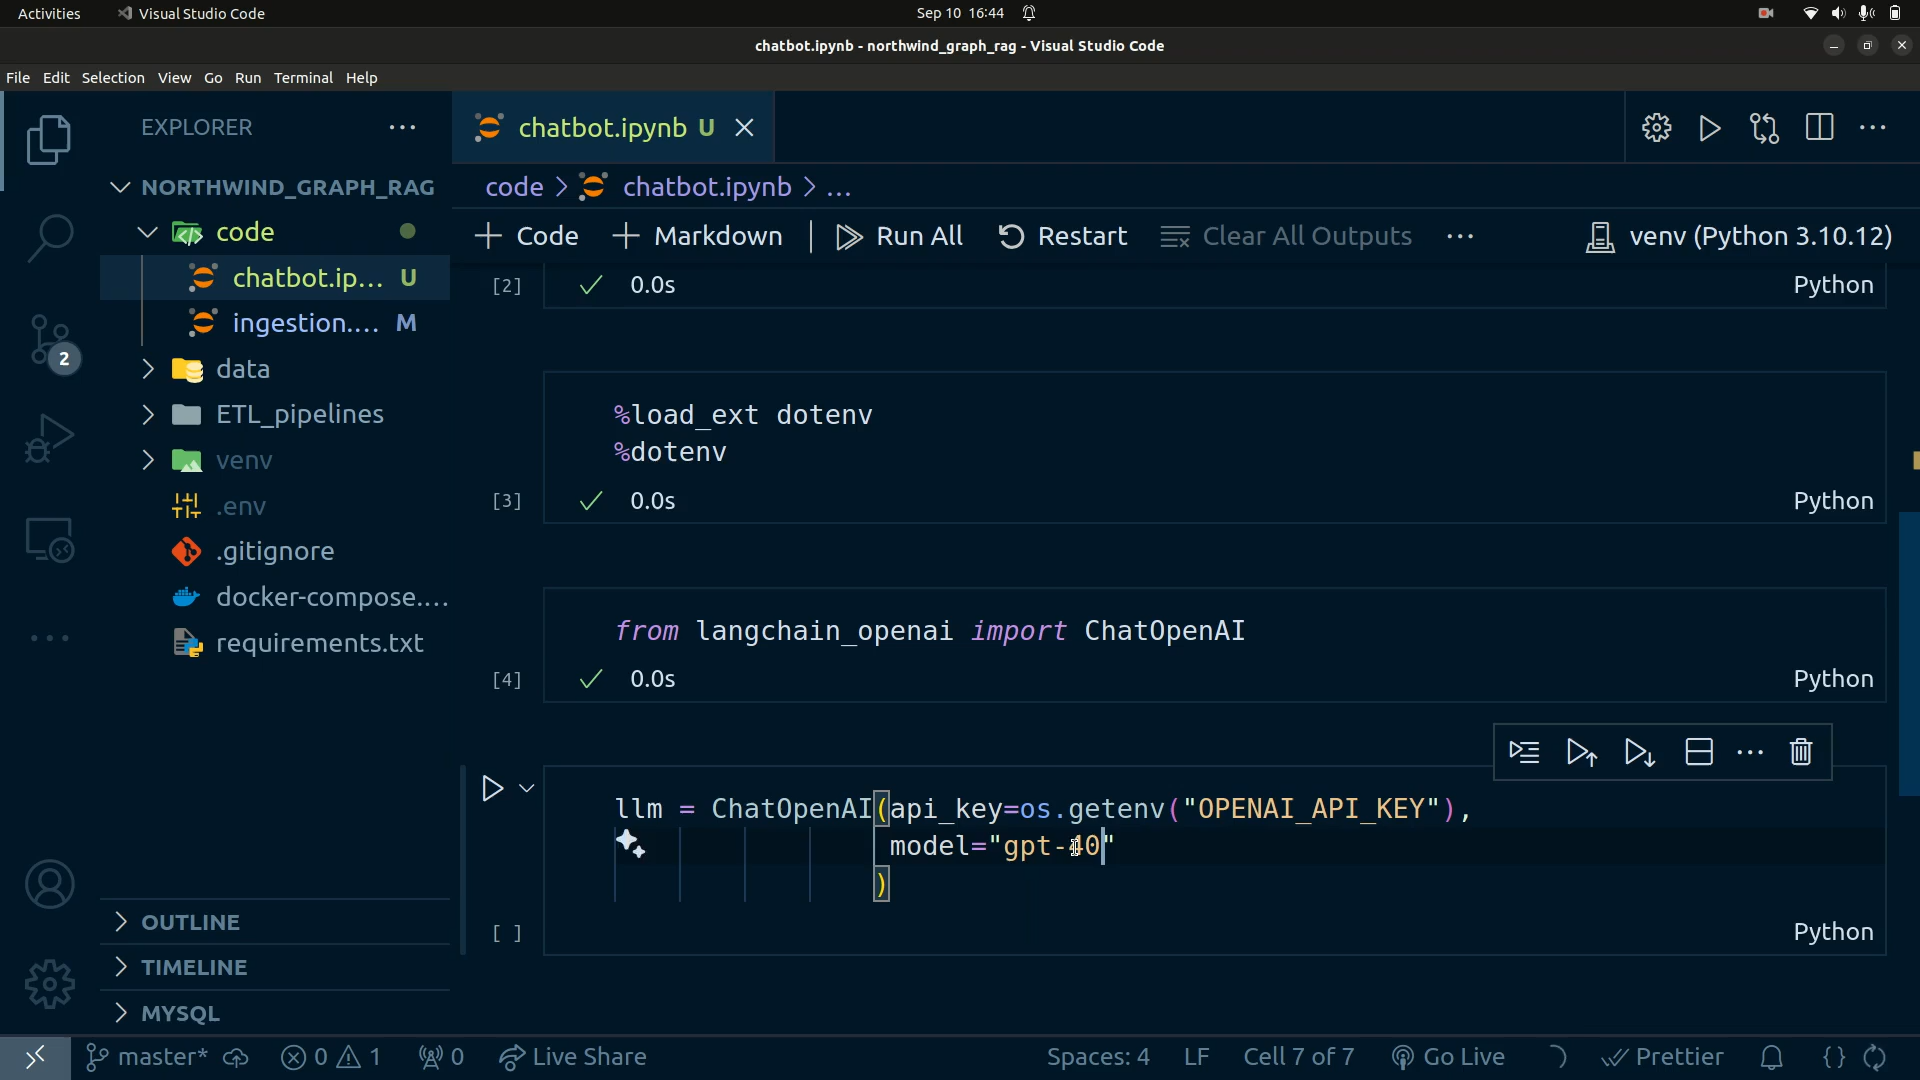 Activities Visual Studio Code Sep 10 16:44
chatbot.ipynb - northwind_graph_rag - Visual Studio Code
File Edit Selection View Go Run Terminal Help
EXPLORER
NORTHWIND_GRAPH_RAG
code
chatbot.ip... U
ingestion.... M
data
ETL_pipelines
venv
.env
.gitignore
docker-compose....
requirements.txt
OUTLINE
TIMELINE
MYSQL
2
chatbot.ipynb U
code > chatbot.ipynb > ...
Code Markdown Run All Restart Clear All Outputs venv (Python 3.10.12)
[2] 0.0s Python
%load_ext dotenv
%dotenv
[3] 0.0s Python
from langchain_openai import ChatOpenAI
[4] 0.0s Python
llm = ChatOpenAI(api_key=os.getenv("OPENAI_API_KEY"),
model="gpt-40"
)
[ ] Python
master* 0 1 0 Live Share Spaces: 4 LF Cell 7 of 7 Go Live Prettier {}